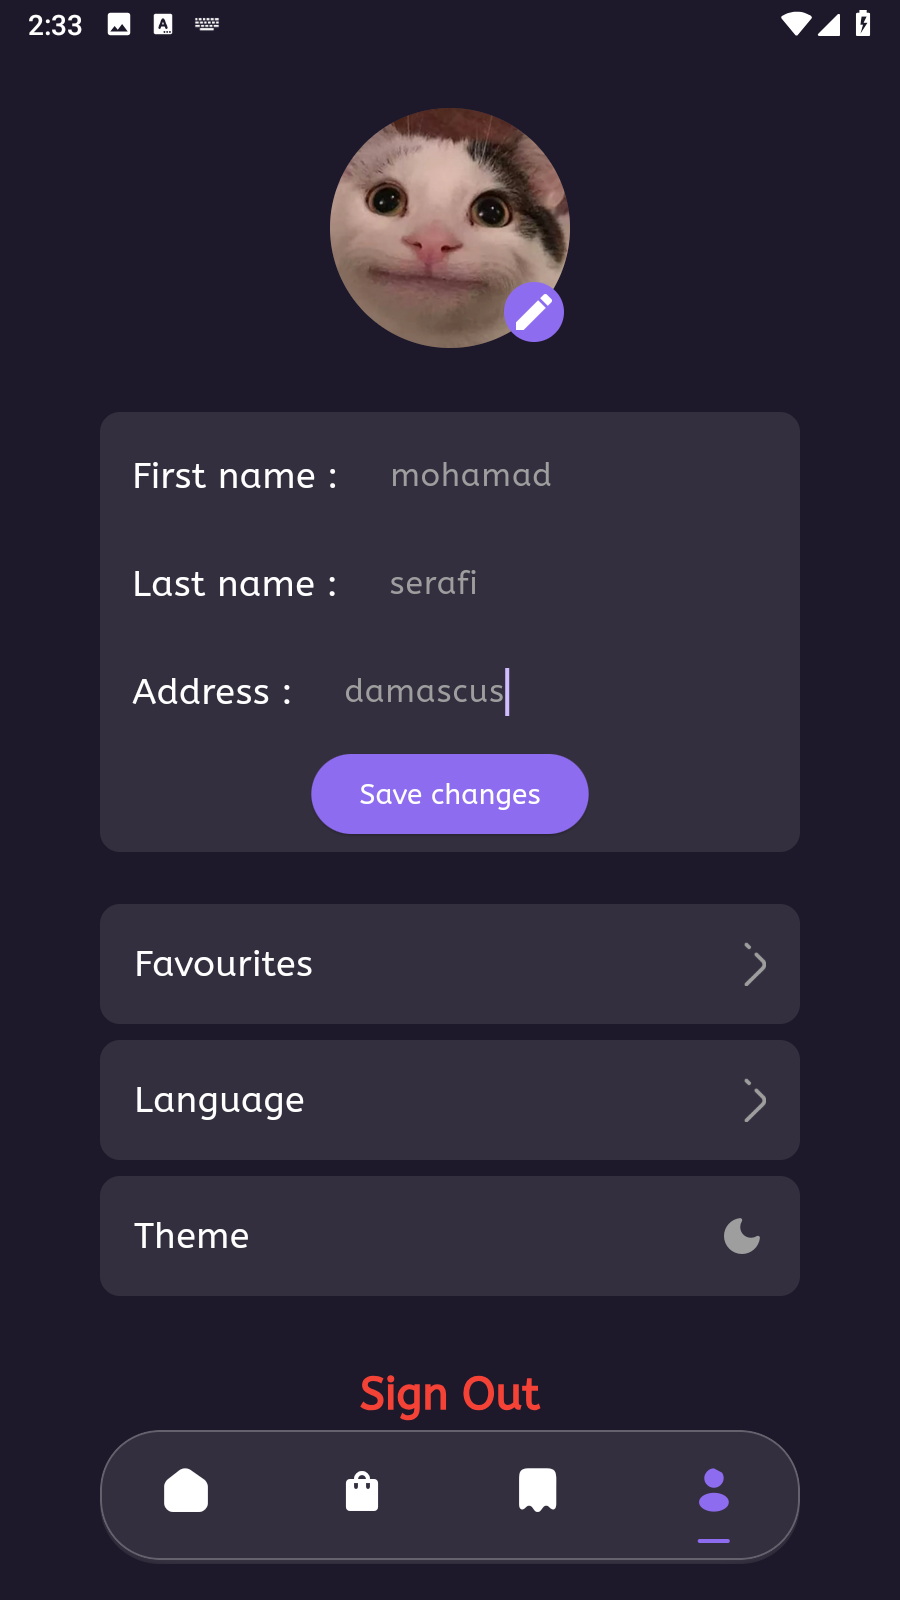 2:33
First name : mohamad
Last name : serafi
Address : damascus
Save changes
Favourites
Language
Theme
Sign Out